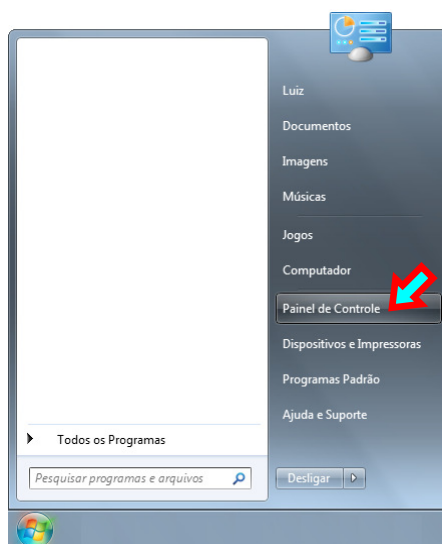 Luiz
Documentos
Imagens
Músicas
Jogos
Computador
Painel de Controle
Dispositivos e Impressoras
Programas Padrão
Ajuda e Suporte
Todos os Programas
Pesquisar programas e arquivos
Desligar